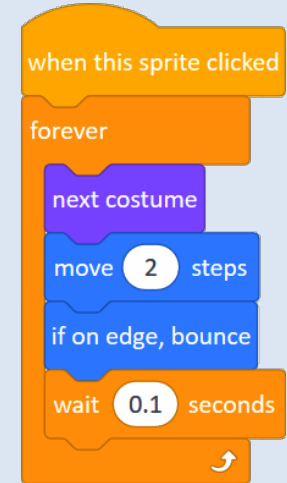 when this sprite clicked
forever
next costume
move 2 steps
if on edge, bounce
wait 0.1 seconds